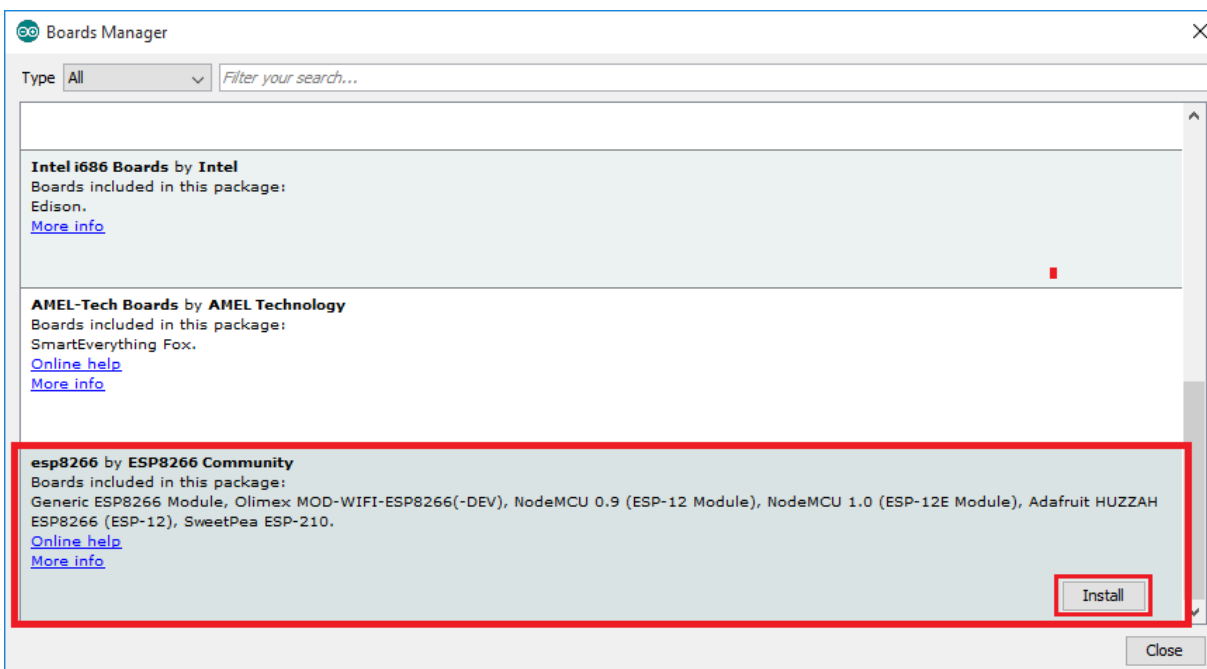 Boards Manager
Type All Filter your search...
Intel i686 Boards by Intel
Boards included in this package:
Edison.
More info
AMEL-Tech Boards by AMEL Technology
Boards included in this package:
SmartEverything Fox.
Online help
More info
esp8266 by ESP8266 Community
Boards included in this package:
Generic ESP8266 Module, Olimex MOD-WIFI-ESP8266(-DEV), NodeMCU 0.9 (ESP-12 Module), NodeMCU 1.0 (ESP-12E Module), Adafruit HUZZAH
ESP8266 (ESP-12), SweetPea ESP-210.
Online help
More info
Install
Close